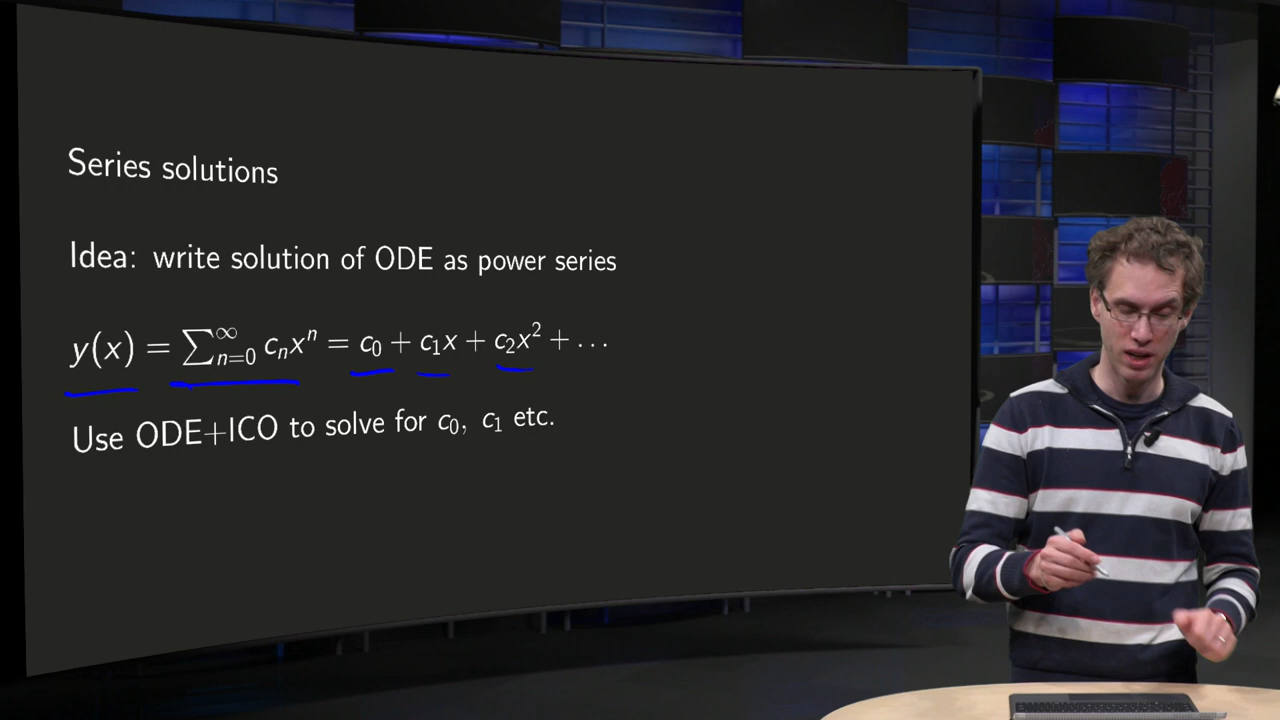 Series solutions
Idea: write solution of ODE as power series
y(x) = ∑_{n=0}^{∞} c_n x^n = c_0 + c_1 x + c_2 x^2 + ...
Use ODE+ICO to solve for c_0, c_1 etc.